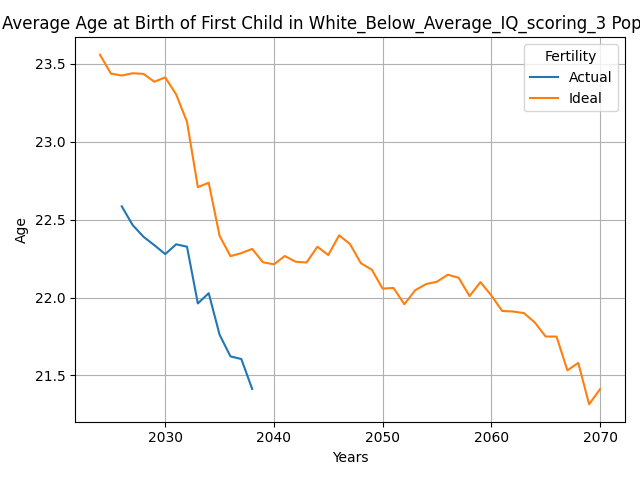 Average Age at Birth of First Child in White_Below_Average_IQ_scoring_3 Pop
Fertility
Actual
Ideal
23.5
23.0
22.5
22.0
21.5
Age
2030 2040 2050 2060 2070
Years